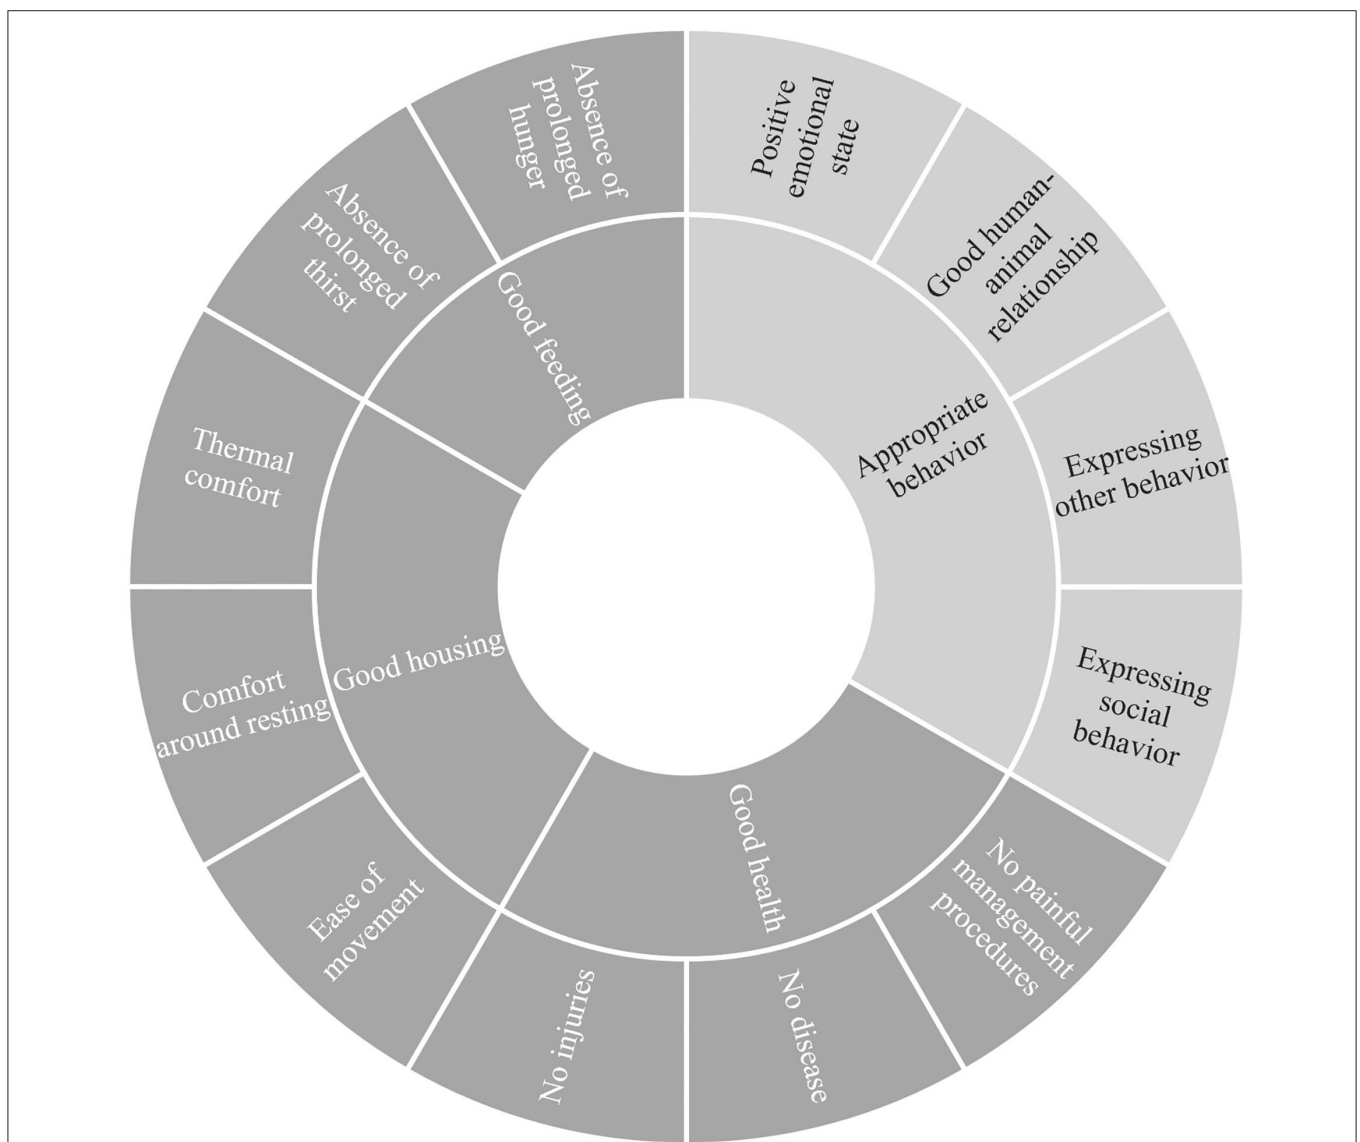 Positive
emotional
state
Good human-
animal
relationship
Expressing
other behavior
Expressing
social
behavior
No painful
management
procedures
No disease
No injuries
Ease of
movement
Comfort
around resting
Thermal
comfort
Absence of
prolonged
thirst
Absence of
prolonged
hunger
Appropriate
behavior
Good health
Good housing
Good feeding